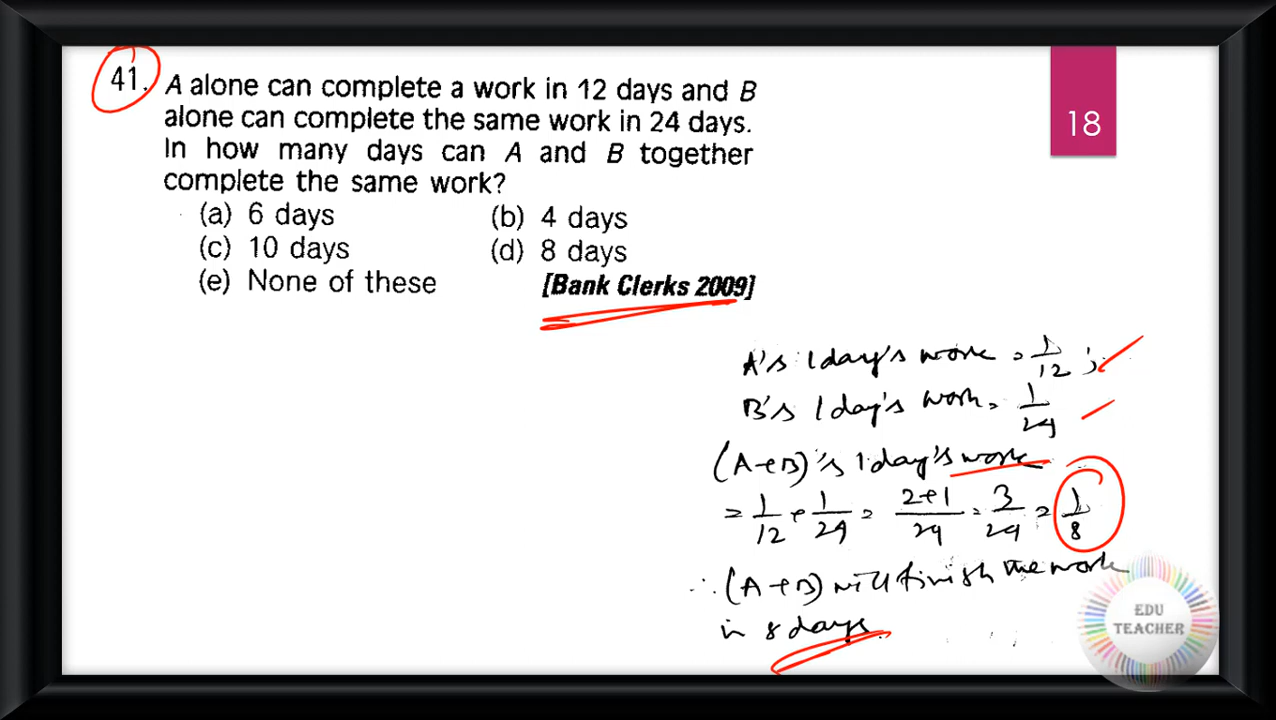 41. A alone can complete a work in 12 days and B
alone can complete the same work in 24 days.
In how many days can A and B together
complete the same work?
(a) 6 days (b) 4 days
(c) 10 days (d) 8 days
(e) None of these [Bank Clerks 2009]
18
A's 1 day's work = 1/12 ;
B's 1 day's work = 1/24
(A+B)'s 1 day's work
= 1/12 + 1/24 = 2+1/24 = 3/24 = 1/8
∴ (A+B) will finish the work
in 8 days.
EDU
TEACHER